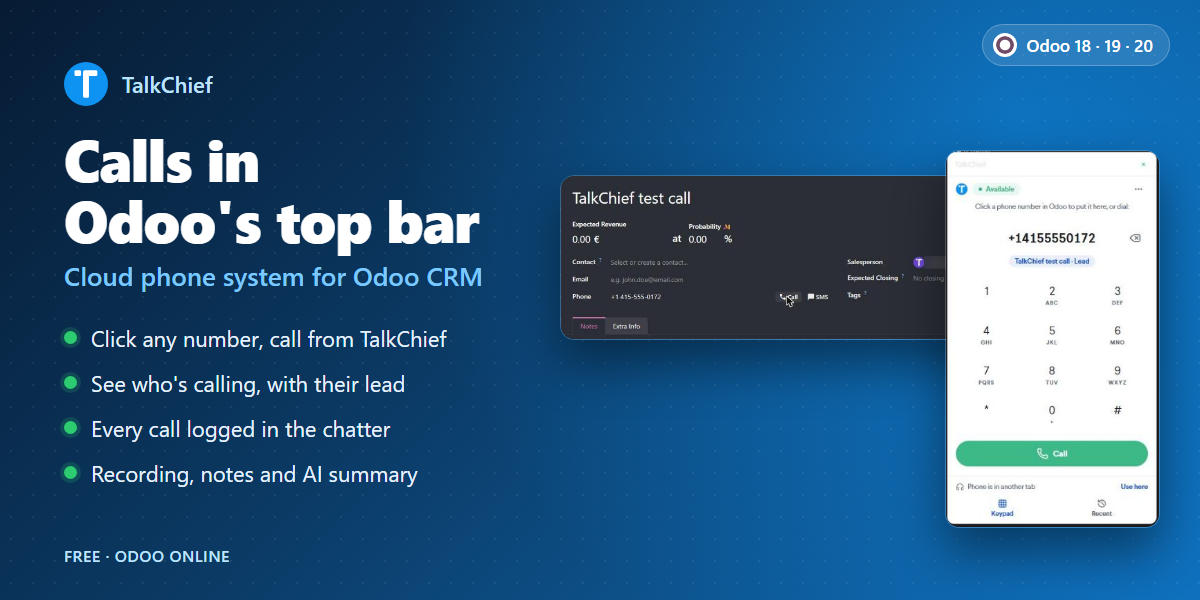 Odoo 18 · 19 · 20
TalkChief
Calls in
Odoo's top bar
Cloud phone system for Odoo CRM
Click any number, call from TalkChief
See who's calling, with their lead
Every call logged in the chatter
Recording, notes and AI summary
FREE · ODOO ONLINE
TalkChief test call
Expected Revenue
Probability
0.00 € at 0.00 %
Contact ? Select or create a contact...
Email e.g. john.doe@email.com
Phone +1 415-555-0172
Call SMS
Salesperson
Expected Closing ? No closing
Tags ?
Notes Extra Info
TalkChief
Available
Click a phone number in Odoo to put it here, or dial:
+14155550172
TalkChief test call · Lead
1 2 3
ABC DEF
4 5 6
GHI JKL MNO
7 8 9
PQRS TUV WXYZ
* 0 #
+
Call
Phone is in another tab Use here
Keypad Recent